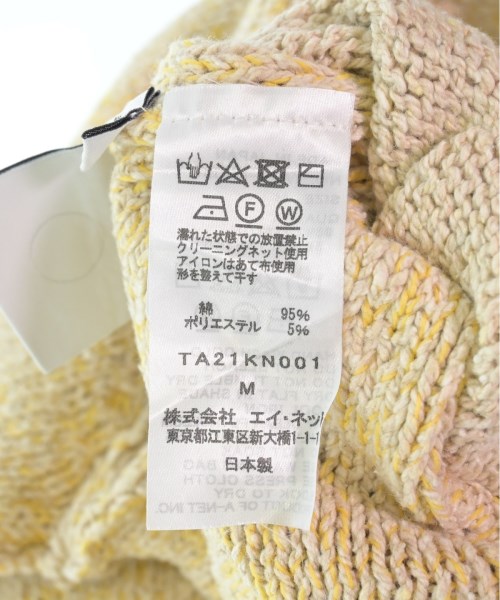 F W
濡れた状態での放置禁止
クリーニングネット使用
アイロンはあて布使用
形を整えて干す
綿 95%
ポリエステル 5%
TA21KN001
M
株式会社 エイ・ネット
東京都江東区新大橋1-1-1
日本製